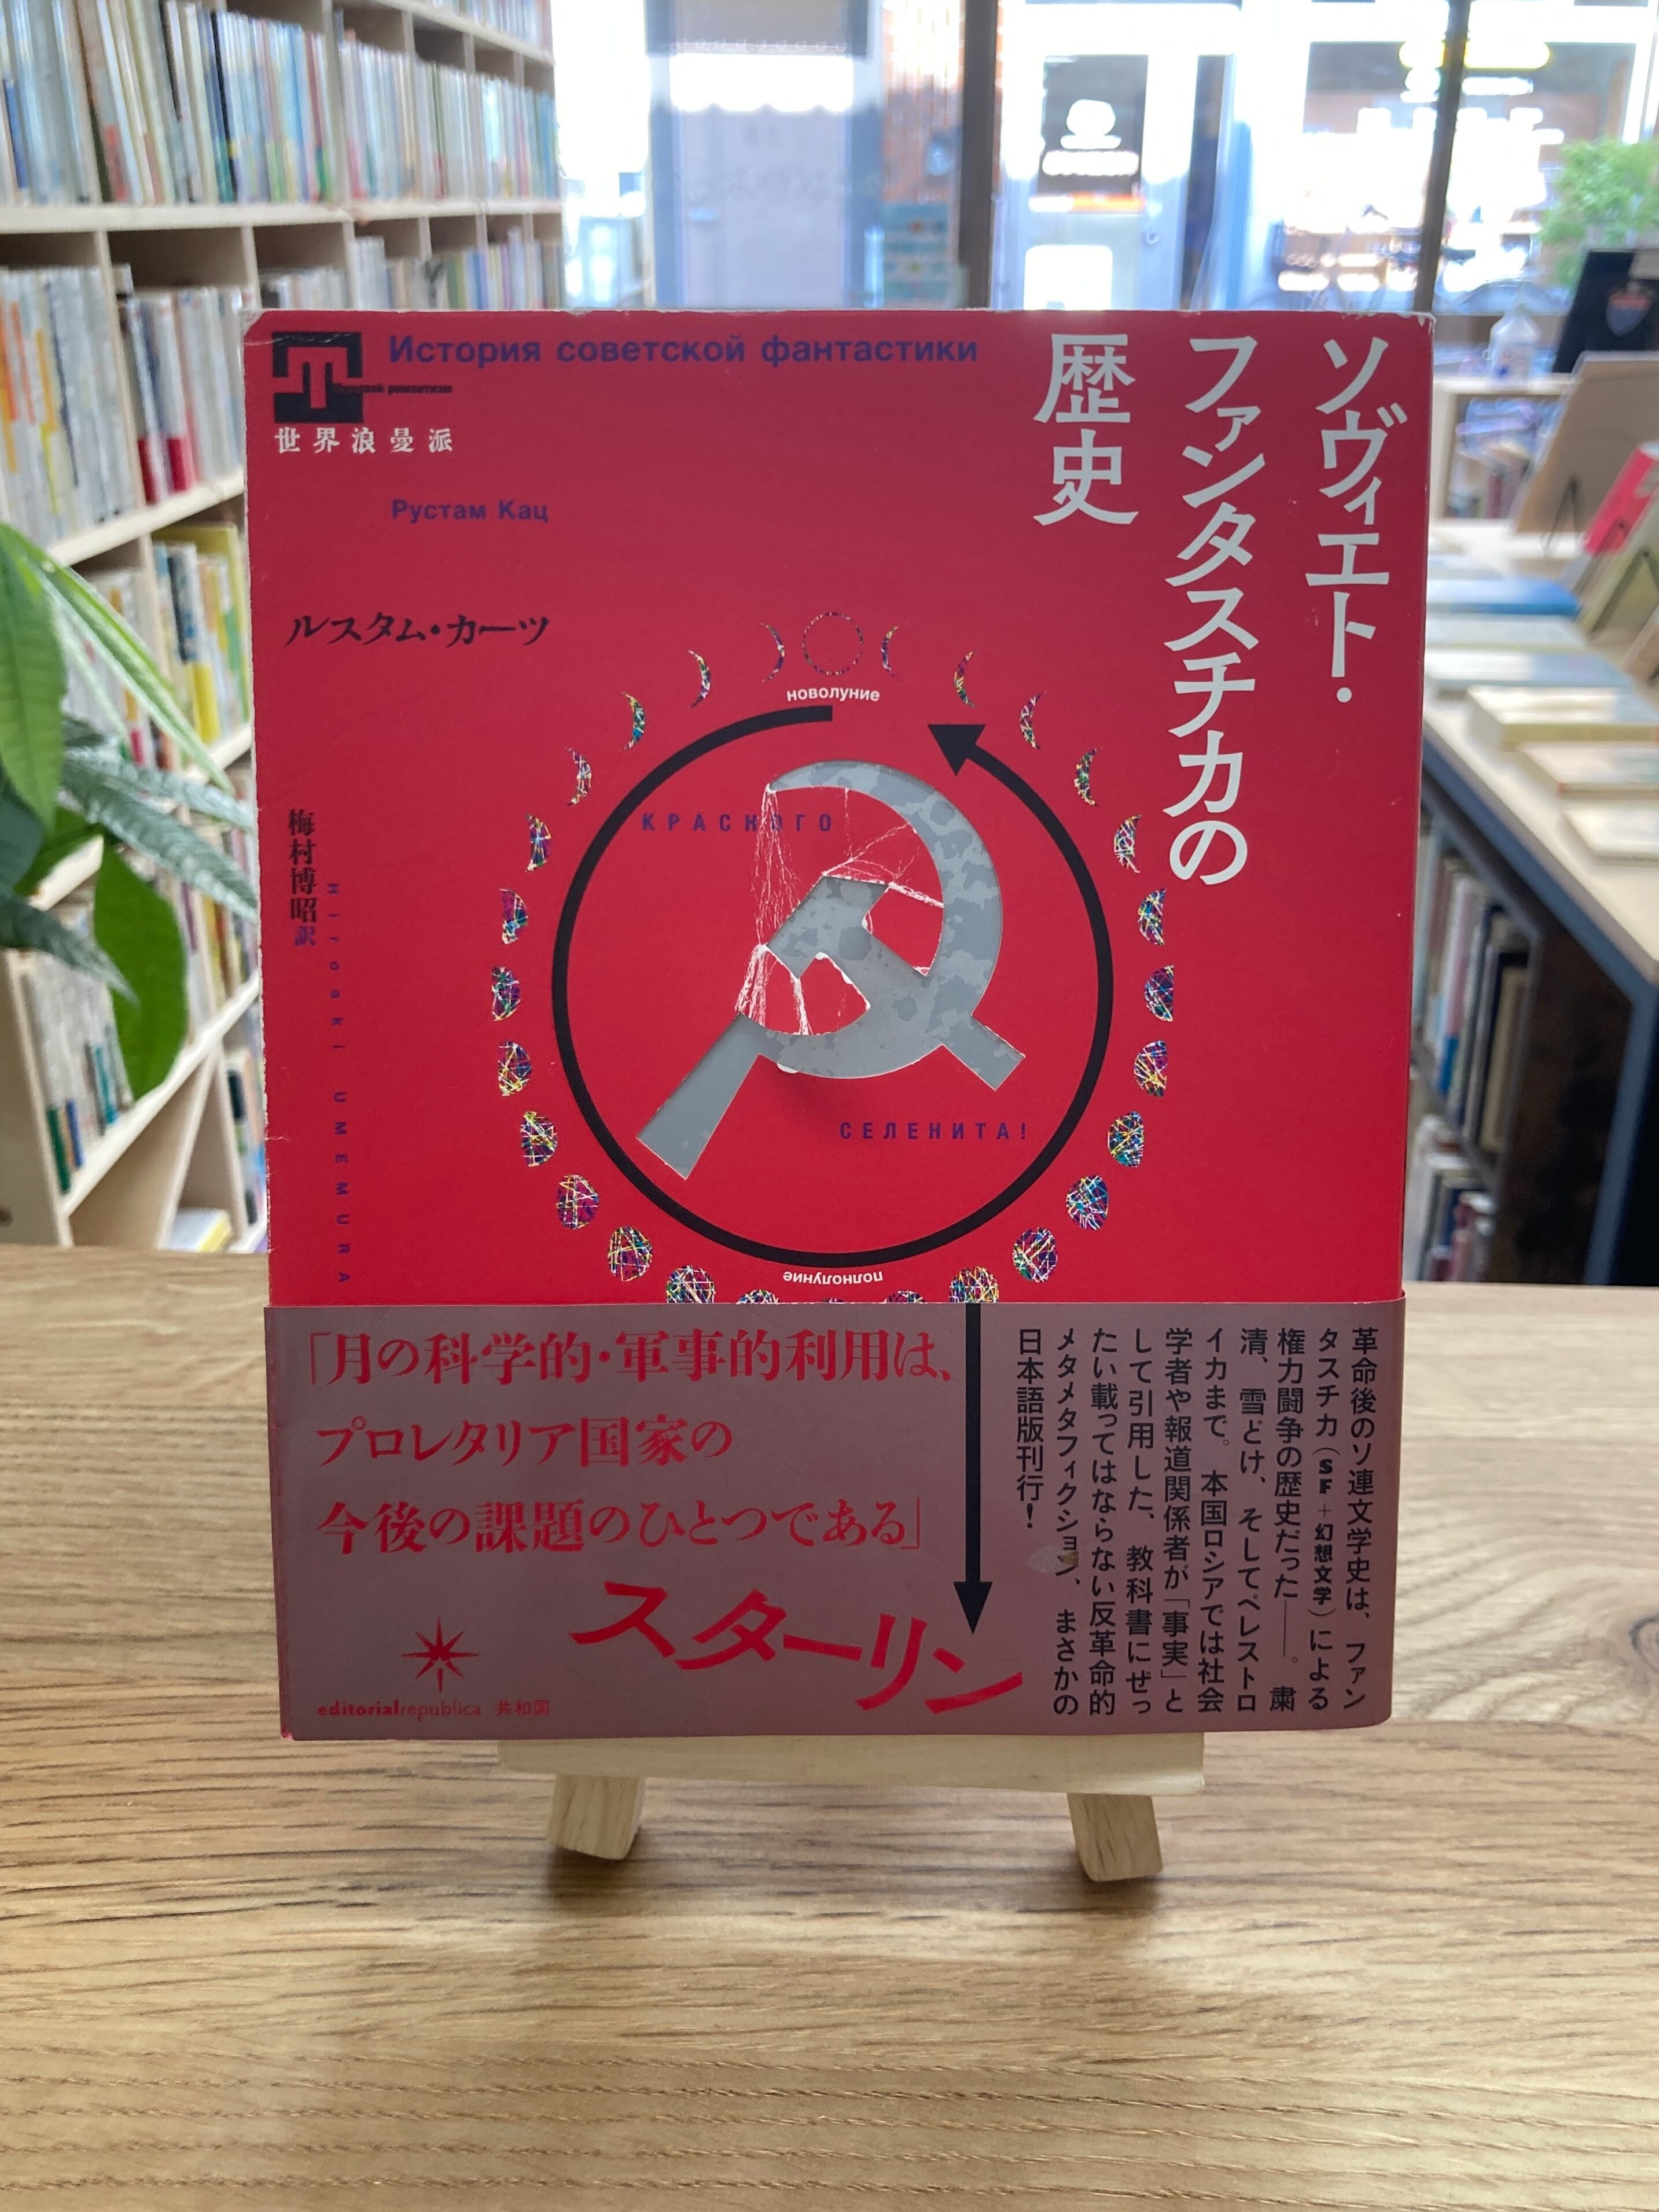 История советской фантастики
Мировой романтизм
世界浪曼派
Рустам Кац
ルスタム・カーツ
梅村博昭訳
Hiroaki UMEMURA
ソヴィエト・
ファンタスチカの
歴史
новолуние
КРАСНОГО
СЕЛЕНИТА!
полнолуние
「月の科学的・軍事的利用は、
プロレタリア国家の
今後の課題のひとつである」
スターリン
editorialrepublica 共和国
革命後のソ連文学史は、ファン
タスチカ(SF+幻想文学)による
権力闘争の歴史だった――。粛
清、雪どけ、そしてペレストロ
イカまで。本国ロシアでは社会
学者や報道関係者が「事実」と
して引用した、教科書にぜっ
たい載ってはならない反革命的
メタメタフィクション、まさかの
日本語版刊行!